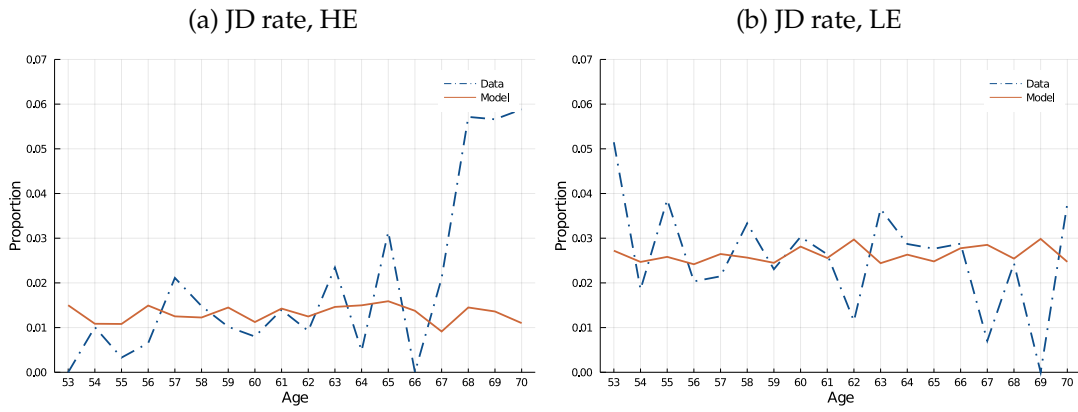 (a) JD rate, HE
0.07
0.06
0.05
0.04
0.03
0.02
0.01
0.00
Proportion
Data
Model
53 54 55 56 57 58 59 60 61 62 63 64 65 66 67 68 69 70
Age
(b) JD rate, LE
0.07
0.06
0.05
0.04
0.03
0.02
0.01
0.00
Proportion
Data
Model
53 54 55 56 57 58 59 60 61 62 63 64 65 66 67 68 69 70
Age